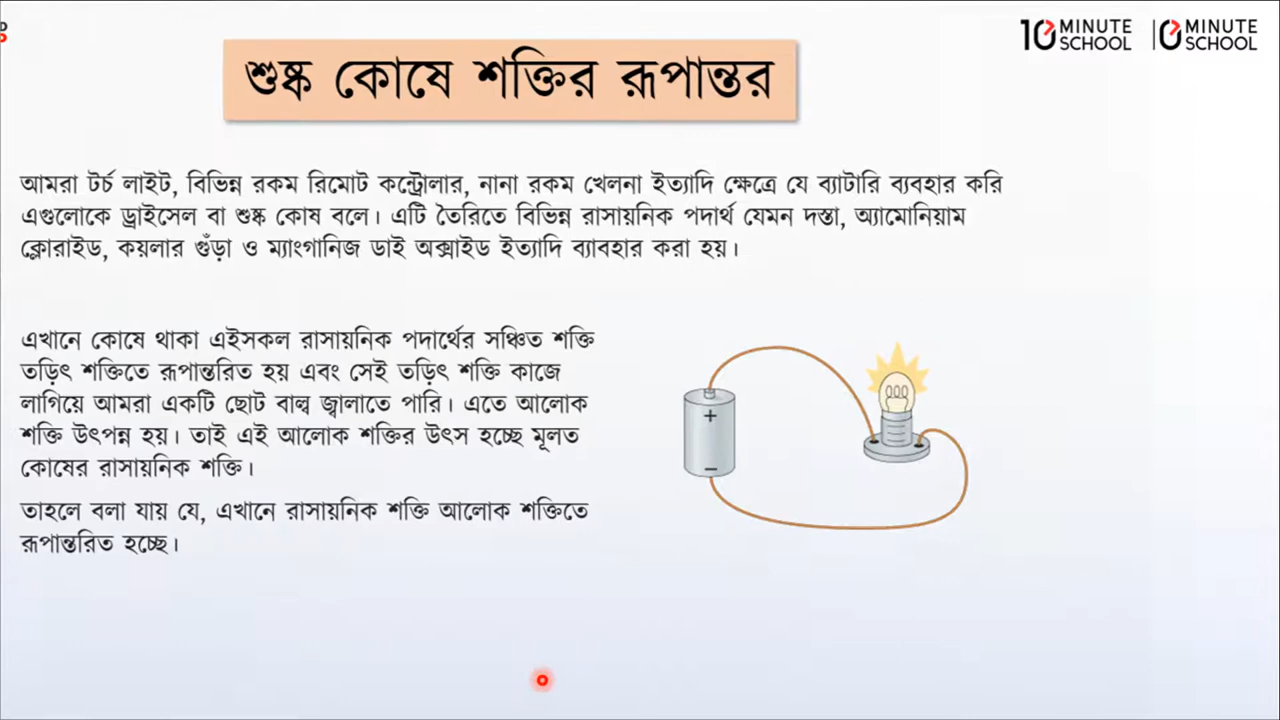 10 MINUTE SCHOOL
10 MINUTE SCHOOL
শুষ্ক কোষে শক্তির রূপান্তর
আমরা টর্চ লাইট, বিভিন্ন রকম রিমোট কন্ট্রোলার, নানা রকম খেলনা ইত্যাদি ক্ষেত্রে যে ব্যাটারি ব্যবহার করি
এগুলোকে ড্রাইসেল বা শুষ্ক কোষ বলে। এটি তৈরিতে বিভিন্ন রাসায়নিক পদার্থ যেমন দস্তা, অ্যামোনিয়াম
ক্লোরাইড, কয়লার গুঁড়া ও ম্যাংগানিজ ডাই অক্সাইড ইত্যাদি ব্যাবহার করা হয়।
এখানে কোষে থাকা এইসকল রাসায়নিক পদার্থের সঞ্চিত শক্তি
তড়িৎ শক্তিতে রূপান্তরিত হয় এবং সেই তড়িৎ শক্তি কাজে
লাগিয়ে আমরা একটি ছোট বাল্ব জ্বালাতে পারি। এতে আলোক
শক্তি উৎপন্ন হয়। তাই এই আলোক শক্তির উৎস হচ্ছে মূলত
কোষের রাসায়নিক শক্তি।
তাহলে বলা যায় যে, এখানে রাসায়নিক শক্তি আলোক শক্তিতে
রূপান্তরিত হচ্ছে।
+
−